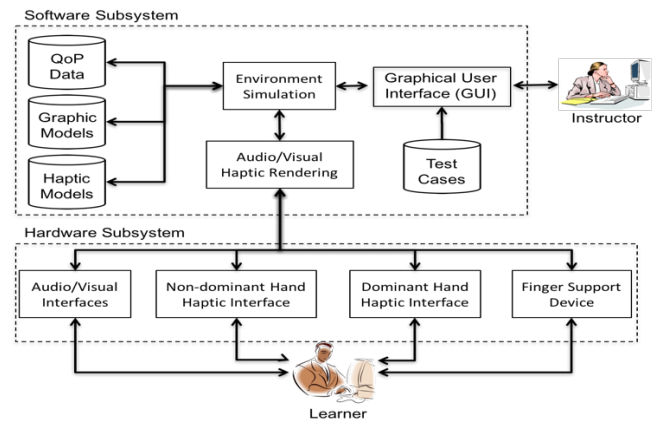 Software Subsystem
QoP
Data
Graphic
Models
Haptic
Models
Environment
Simulation
Graphical User
Interface (GUI)
Instructor
Audio/Visual
Haptic Rendering
Test
Cases
Hardware Subsystem
Audio/Visual
Interfaces
Non-dominant Hand
Haptic Interface
Dominant Hand
Haptic Interface
Finger Support
Device
Learner